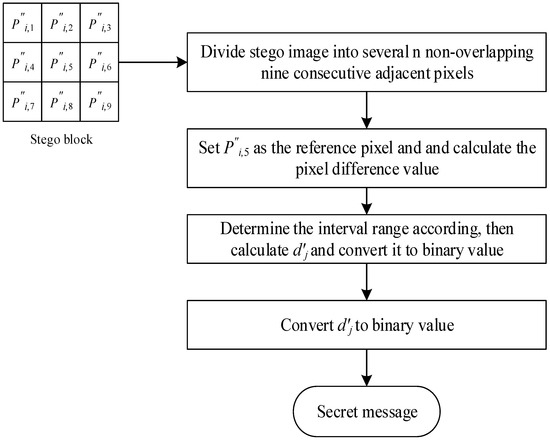 P″i,1 P″i,2 P″i,3
P″i,4 P″i,5 P″i,6
P″i,7 P″i,8 P″i,9
Stego block
Divide stego image into several n non-overlapping
nine consecutive adjacent pixels
Set P″i,5 as the reference pixel and and calculate the
pixel difference value
Determine the interval range according, then
calculate d′j and convert it to binary value
Convert d′j to binary value
Secret message